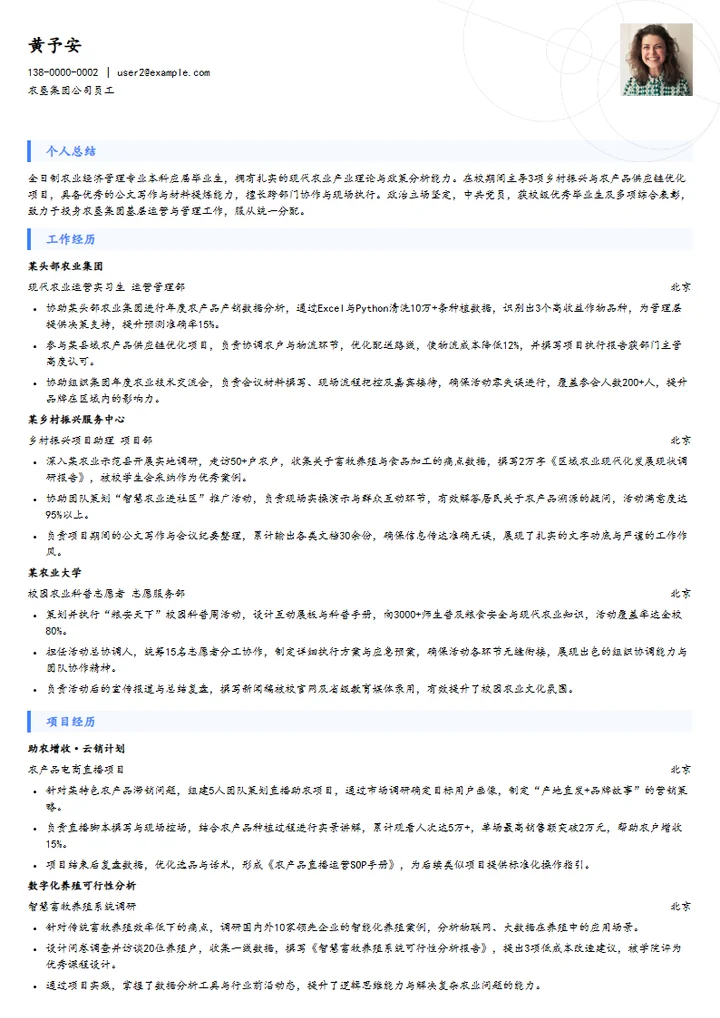 黄予安
138-0000-0002 | user2@example.com
农垦集团公司员工
个人总结
全日制农业经济管理专业本科应届毕业生，拥有扎实的现代农业产业理论与政策分析能力。在校期间主导3项乡村振兴与农产品供应链优化
项目，具备优秀的公文写作与材料提炼能力，擅长跨部门协作与现场执行。政治立场坚定，中共党员，获校级优秀毕业生及多项综合表彰，
致力于投身农垦集团基层运营与管理工作，服从统一分配。
工作经历
某头部农业集团
现代农业运营实习生 运营管理部 北京
• 协助某头部农业集团进行年度农产品产销数据分析，通过Excel与Python清洗10万+条种植数据，识别出3个高收益作物品种，为管理层
提供决策支持，提升预测准确率15%。
• 参与某县域农产品供应链优化项目，负责协调农户与物流环节，优化配送路线，使物流成本降低12%，并撰写项目执行报告获部门主管
高度认可。
• 协助组织集团年度农业技术交流会，负责会议材料撰写、现场流程把控及嘉宾接待，确保活动零失误进行，覆盖参会人数200+人，提升
品牌在区域内的影响力。
某乡村振兴服务中心
乡村振兴项目助理 项目部 北京
• 深入某农业示范县开展实地调研，走访50+户农户，收集关于畜牧养殖与食品加工的痛点数据，撰写2万字《区域农业现代化发展现状调
研报告》，被校学生会采纳作为优秀案例。
• 协助团队策划“智慧农业进社区”推广活动，负责现场实操演示与群众互动环节，有效解答居民关于农产品溯源的疑问，活动满意度达
95%以上。
• 负责项目期间的公文写作与会议纪要整理，累计输出各类文档30余份，确保信息传达准确无误，展现了扎实的文字功底与严谨的工作作
风。
某农业大学
校园农业科普志愿者 志愿服务部 北京
• 策划并执行“粮安天下”校园科普周活动，设计互动展板与科普手册，向3000+师生普及粮食安全与现代农业知识，活动覆盖率达全校
80%。
• 担任活动总协调人，统筹15名志愿者分工协作，制定详细执行方案与应急预案，确保活动各环节无缝衔接，展现出色的组织协调能力与
团队协作精神。
• 负责活动后的宣传报道与总结复盘，撰写新闻稿被校官网及省级教育媒体录用，有效提升了校园农业文化氛围。
项目经历
助农增收·云销计划
农产品电商直播项目 北京
• 针对某特色农产品滞销问题，组建5人团队策划直播助农项目，通过市场调研确定目标用户画像，制定“产地直发+品牌故事”的营销策
略。
• 负责直播脚本撰写与现场控场，结合农产品种植过程进行实景讲解，累计观看人次达5万+，单场最高销售额突破2万元，帮助农户增收
15%。
• 项目结束后复盘数据，优化选品与话术，形成《农产品直播运营SOP手册》，为后续类似项目提供标准化操作指引。
数字化养殖可行性分析
智慧畜牧养殖系统调研 北京
• 针对传统畜牧养殖效率低下的痛点，调研国内外10家领先企业的智能化养殖案例，分析物联网、大数据在养殖中的应用场景。
• 设计问卷调查并访谈20位养殖户，收集一线数据，撰写《智慧畜牧养殖系统可行性分析报告》，提出3项低成本改造建议，被学院评为
优秀课程设计。
• 通过项目实践，掌握了数据分析工具与行业前沿动态，提升了逻辑思维能力与解决复杂农业问题的能力。